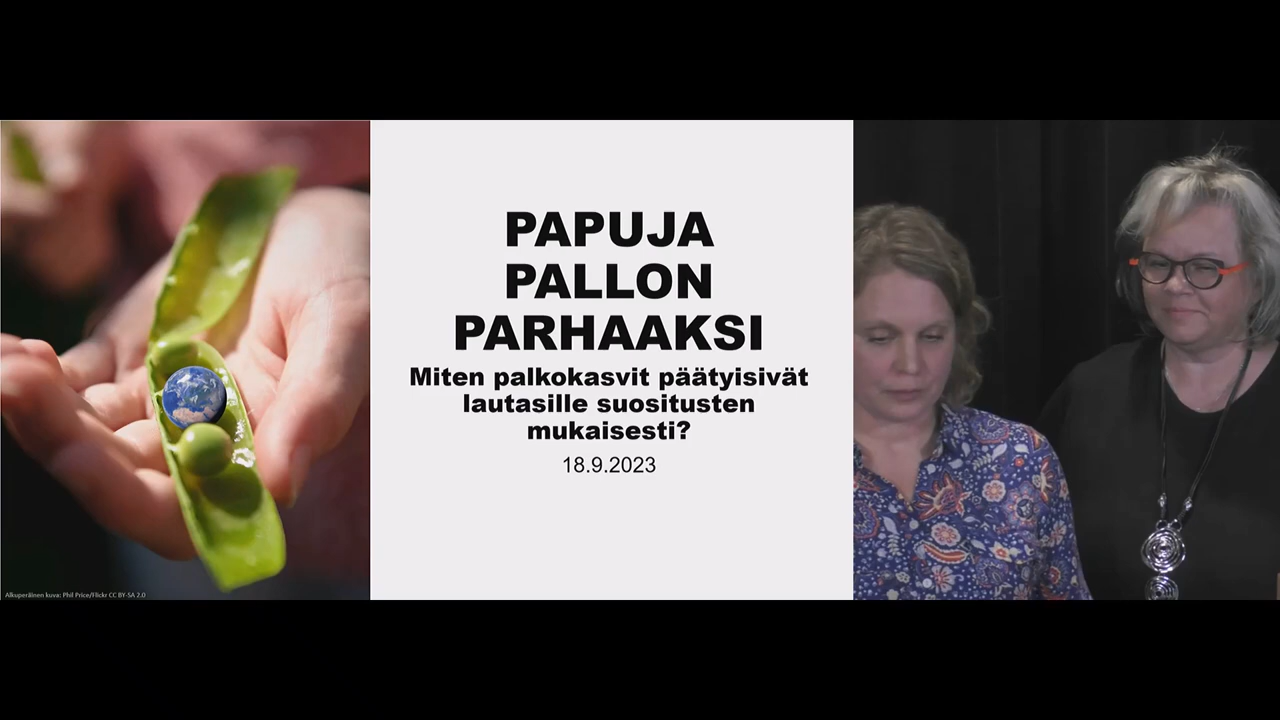 PAPUJA
PALLON
PARHAAKSI
Miten palkokasvit päätyisivät
lautasille suositusten
mukaisesti?
18.9.2023
Alkuperäinen kuva: Phil Price/Flickr CC BY-SA 2.0